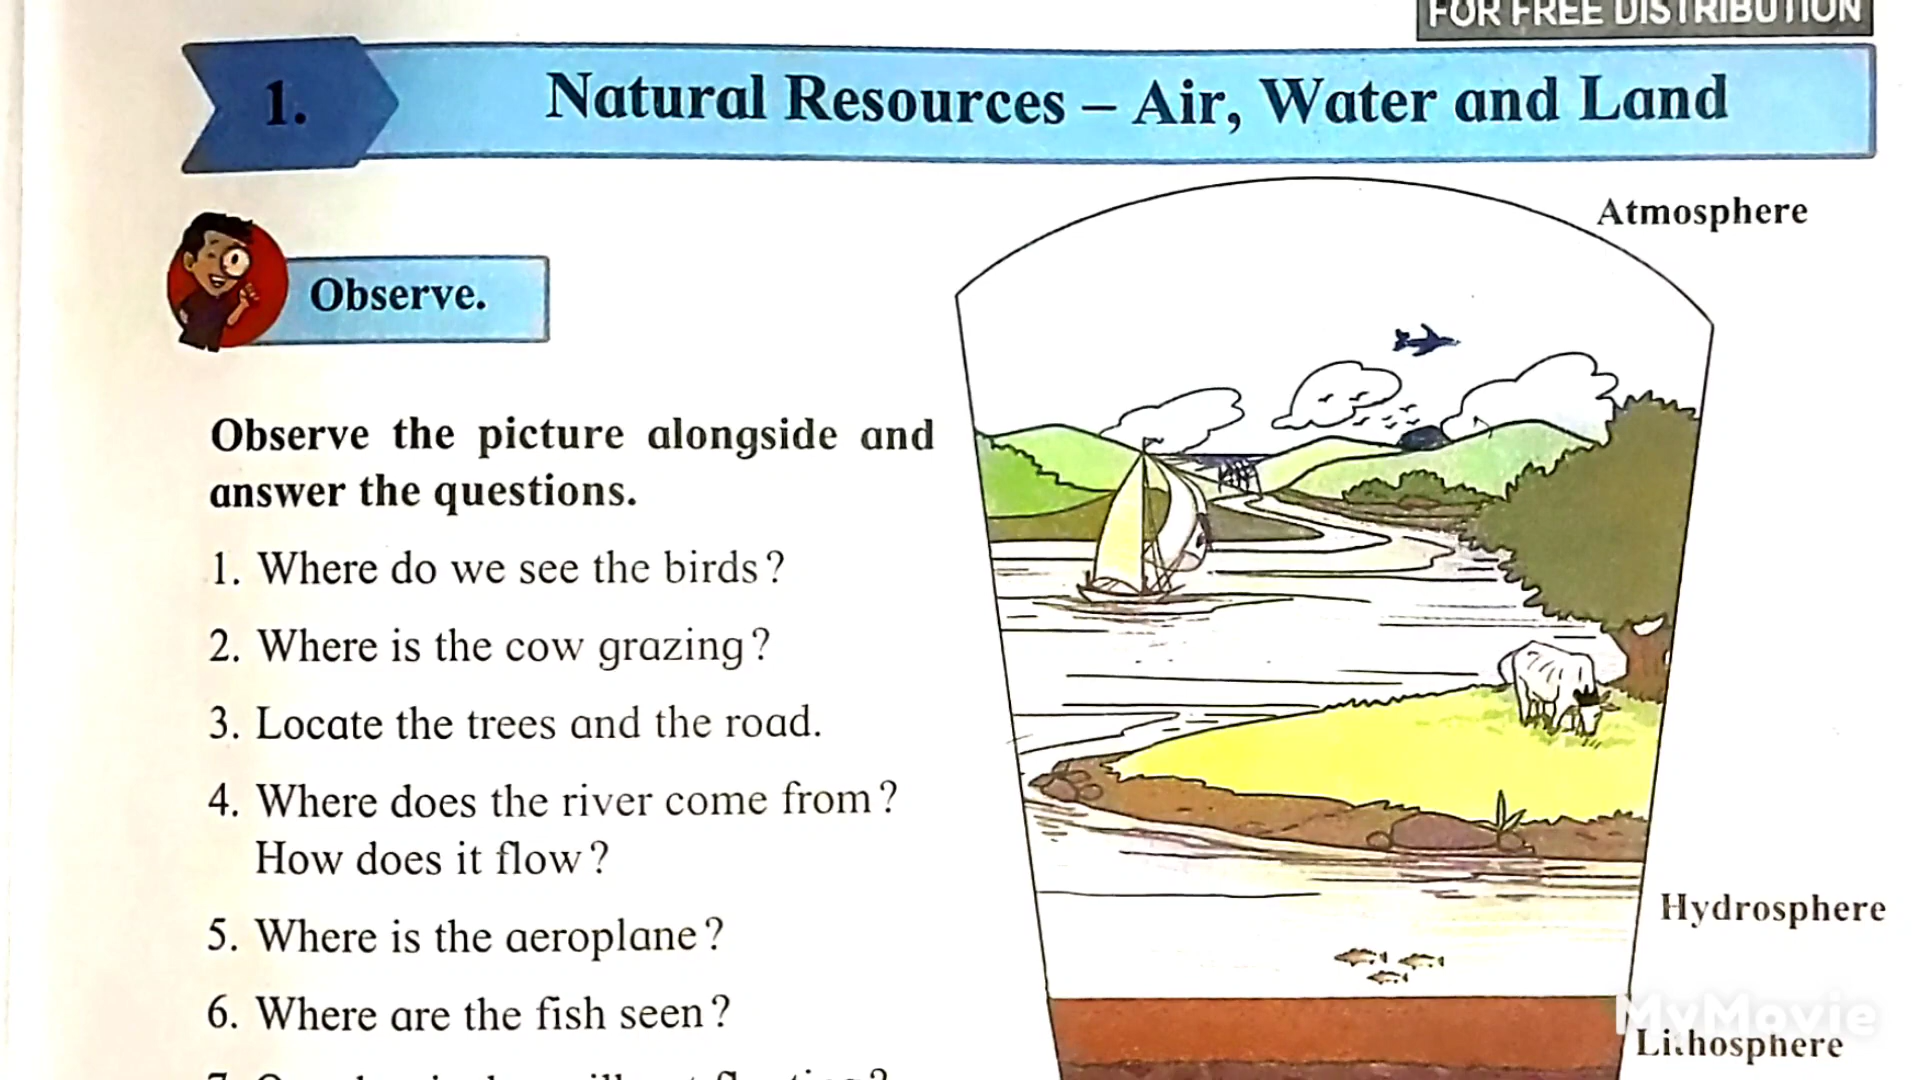 FOR FREE DISTRIBUTION
1. Natural Resources – Air, Water and Land
Atmosphere
Observe.
Observe the picture alongside and
answer the questions.
1. Where do we see the birds?
2. Where is the cow grazing?
3. Locate the trees and the road.
4. Where does the river come from?
How does it flow?
5. Where is the aeroplane?
Hydrosphere
6. Where are the fish seen?
MyMovie
Lithosphere